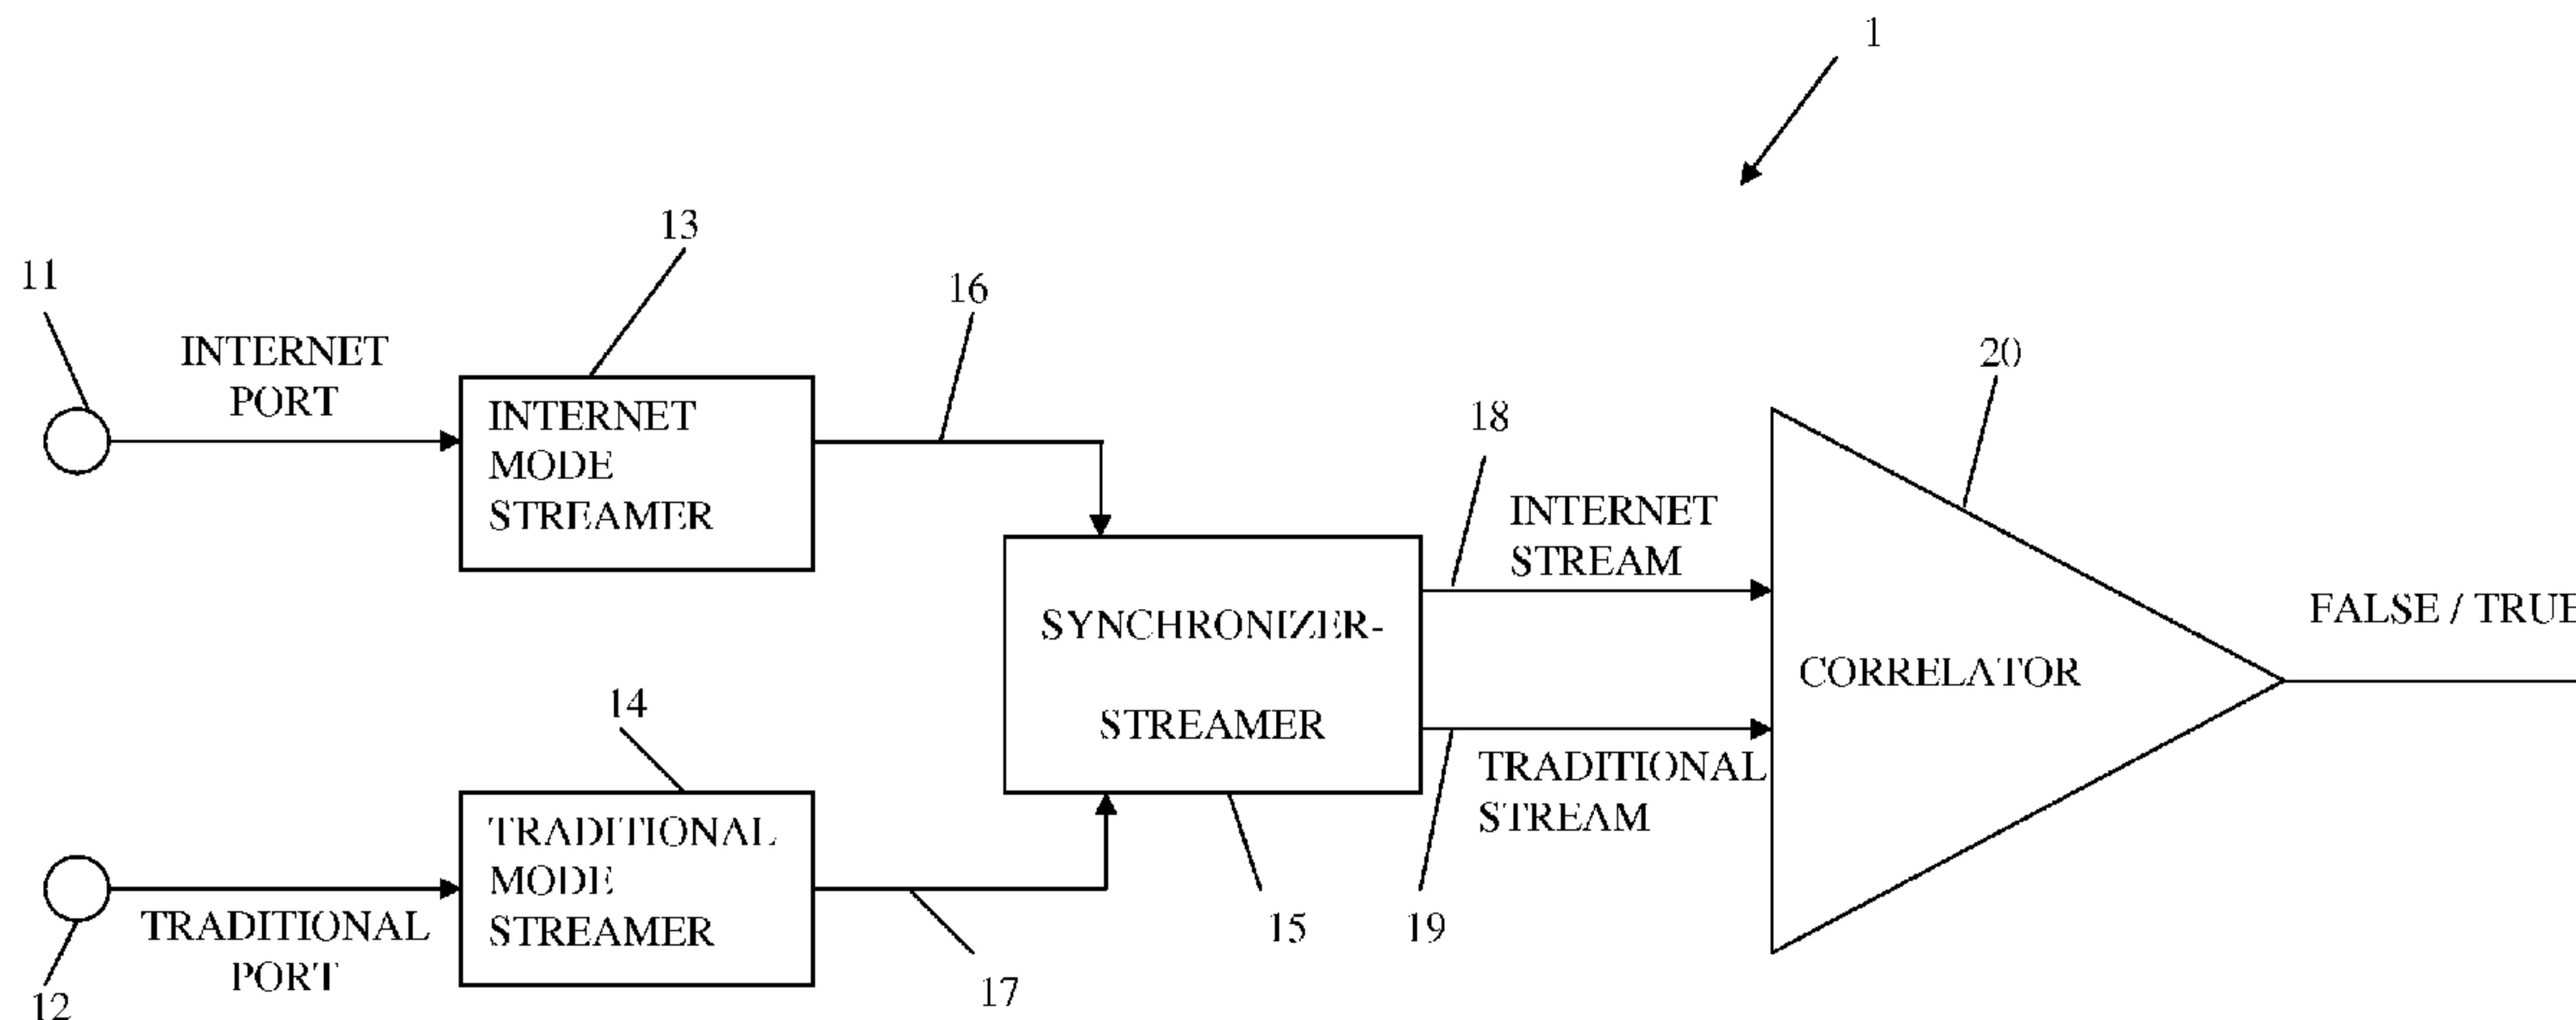 1
13
11
16
INTERNET
PORT
20
INTERNET
MODE
STREAMER
18
INTERNET
STREAM
SYNCHRONIZER-
STREAMER
FALSE / TRUE
CORRELATOR
14
TRADITIONAL
STREAM
TRADITIONAL
MODE
STREAMER
TRADITIONAL
PORT
15
19
17
12